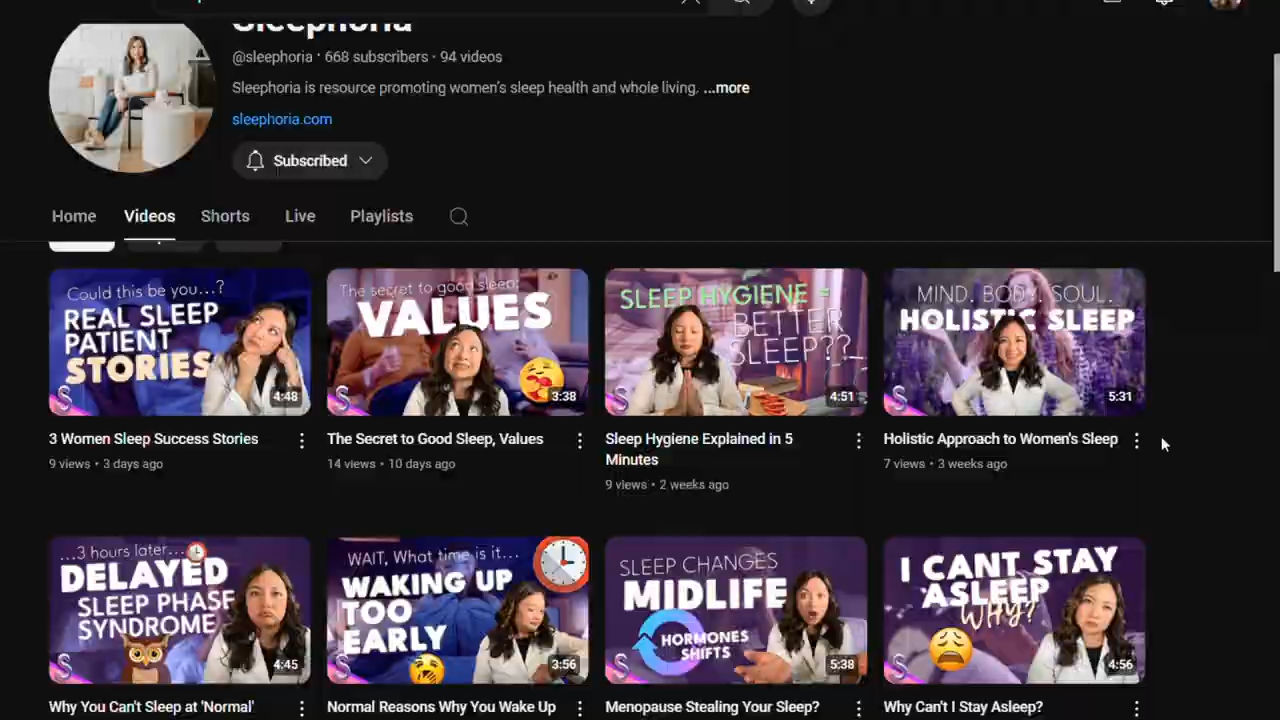 Sleephoria
@sleephoria • 668 subscribers • 94 videos
Sleephoria is resource promoting women's sleep health and whole living. ...more
sleephoria.com
Subscribed
Home Videos Shorts Live Playlists
Could this be you...?
REAL SLEEP
PATIENT
STORIES
4:48
3 Women Sleep Success Stories
9 views • 3 days ago
The secret to good sleep:
VALUES
3:38
The Secret to Good Sleep, Values
14 views • 10 days ago
SLEEP HYGIENE =
BETTER
SLEEP??
4:51
Sleep Hygiene Explained in 5
Minutes
9 views • 2 weeks ago
MIND. BODY. SOUL.
HOLISTIC SLEEP
5:31
Holistic Approach to Women's Sleep
7 views • 3 weeks ago
...3 hours later...
DELAYED
SLEEP PHASE
SYNDROME
4:45
Why You Can't Sleep at 'Normal'
WAIT, What time is it...
WAKING UP
TOO
EARLY
3:56
Normal Reasons Why You Wake Up
SLEEP CHANGES
MIDLIFE
HORMONES
SHIFTS
5:38
Menopause Stealing Your Sleep?
I CANT STAY
ASLEEP
WHY?
4:56
Why Can't I Stay Asleep?